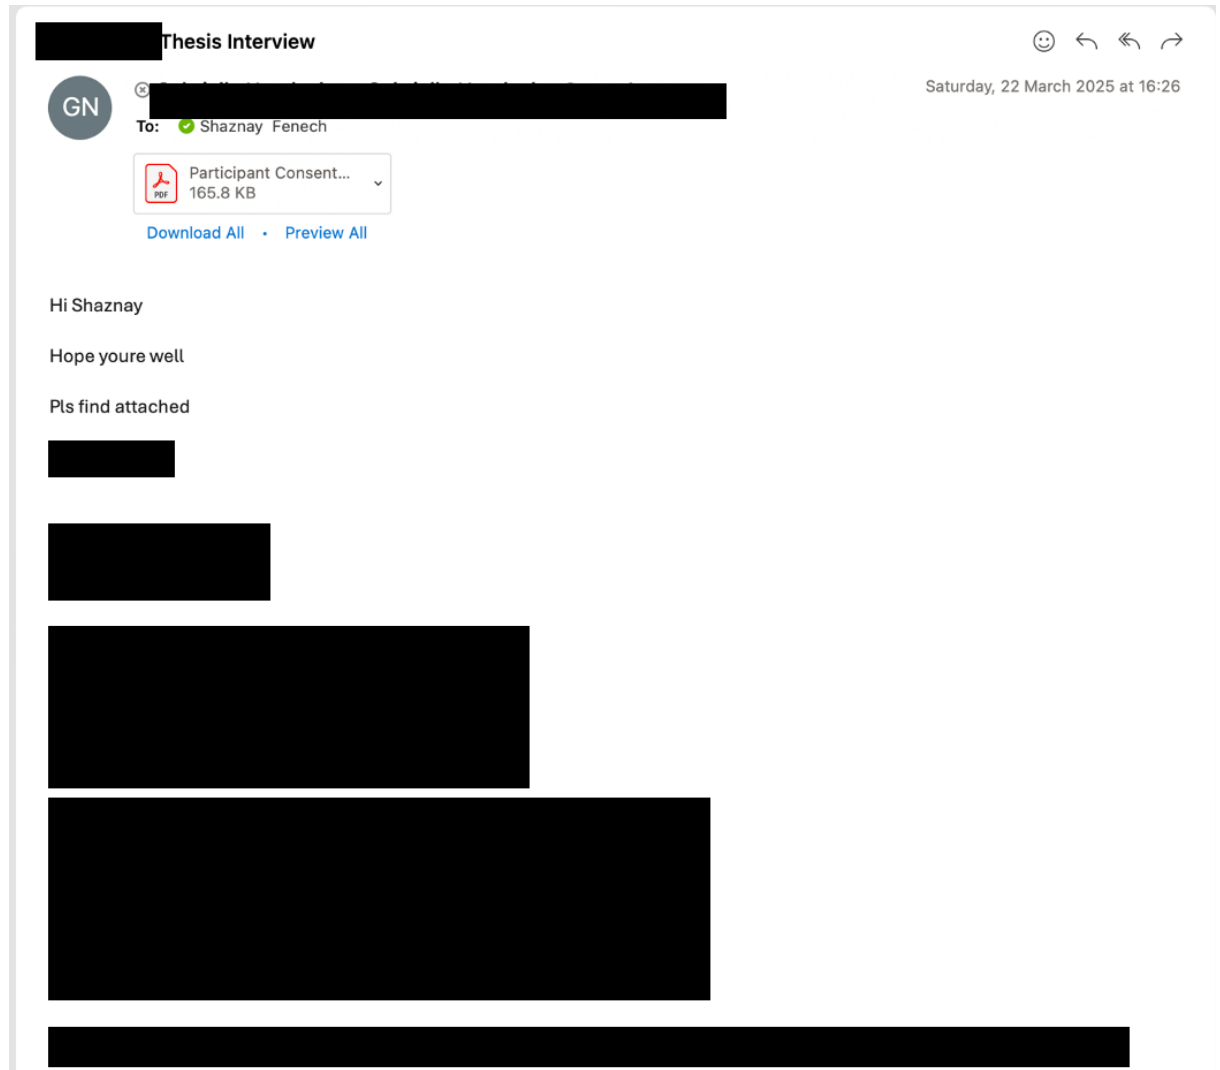 Thesis Interview
GN
Saturday, 22 March 2025 at 16:26
To: Shaznay Fenech
PDF
Participant Consent...
165.8 KB
Download All • Preview All
Hi Shaznay
Hope youre well
Pls find attached